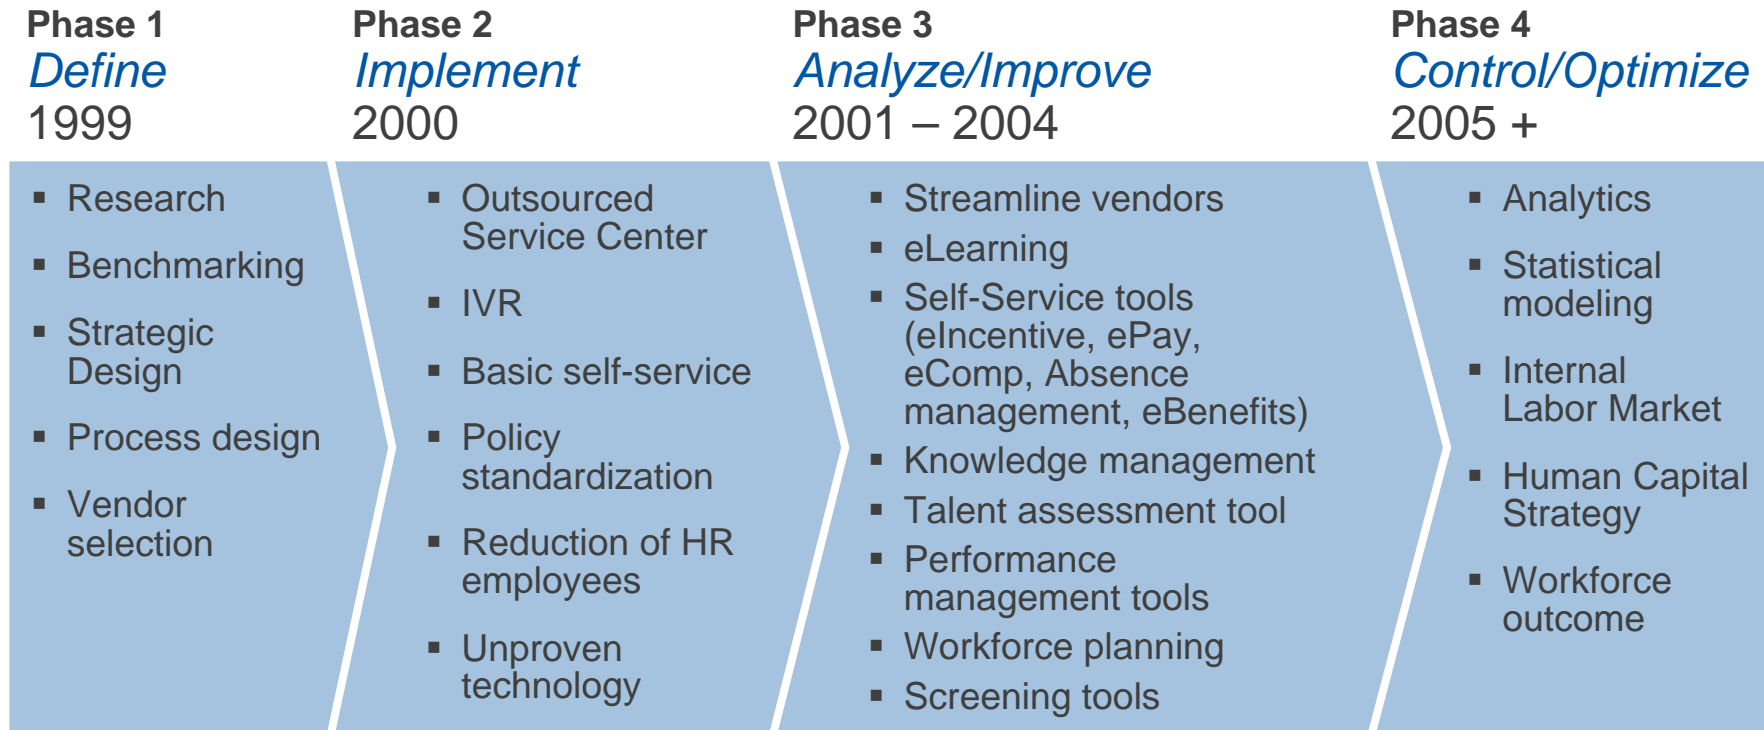 Phase 1
Define
1999
▪ Research
▪ Benchmarking
▪ Strategic
Design
▪ Process design
▪ Vendor
selection
Phase 2
Implement
2000
▪ Outsourced
Service Center
▪ IVR
▪ Basic self-service
▪ Policy
standardization
▪ Reduction of HR
employees
▪ Unproven
technology
Phase 3
Analyze/Improve
2001 – 2004
▪ Streamline vendors
▪ eLearning
▪ Self-Service tools
(eIncentive, ePay,
eComp, Absence
management, eBenefits)
▪ Knowledge management
▪ Talent assessment tool
▪ Performance
management tools
▪ Workforce planning
▪ Screening tools
Phase 4
Control/Optimize
2005 +
▪ Analytics
▪ Statistical
modeling
▪ Internal
Labor Market
▪ Human Capital
Strategy
▪ Workforce
outcome